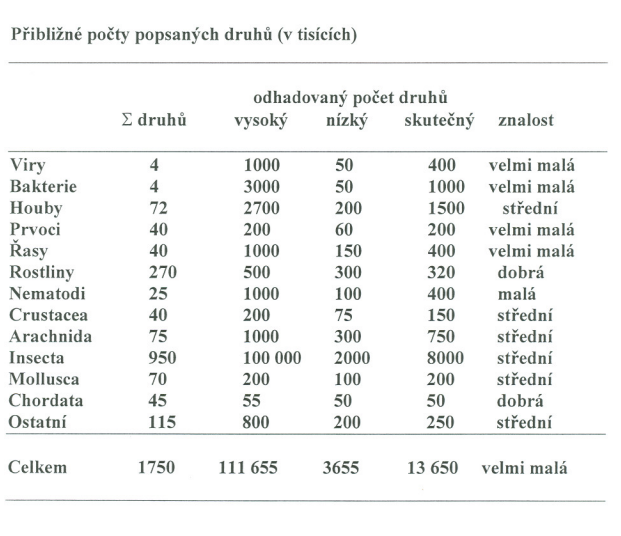 Přibližné počty popsaných druhů (v tisících)
odhadovaný počet druhů
Σ druhů vysoký nízký skutečný znalost
Viry 4 1000 50 400 velmi malá
Bakterie 4 3000 50 1000 velmi malá
Houby 72 2700 200 1500 střední
Prvoci 40 200 60 200 velmi malá
Řasy 40 1000 150 400 velmi malá
Rostliny 270 500 300 320 dobrá
Nematodi 25 1000 100 400 malá
Crustacea 40 200 75 150 střední
Arachnida 75 1000 300 750 střední
Insecta 950 100 000 2000 8000 střední
Mollusca 70 200 100 200 střední
Chordata 45 55 50 50 dobrá
Ostatní 115 800 200 250 střední
Celkem 1750 111 655 3655 13 650 velmi malá